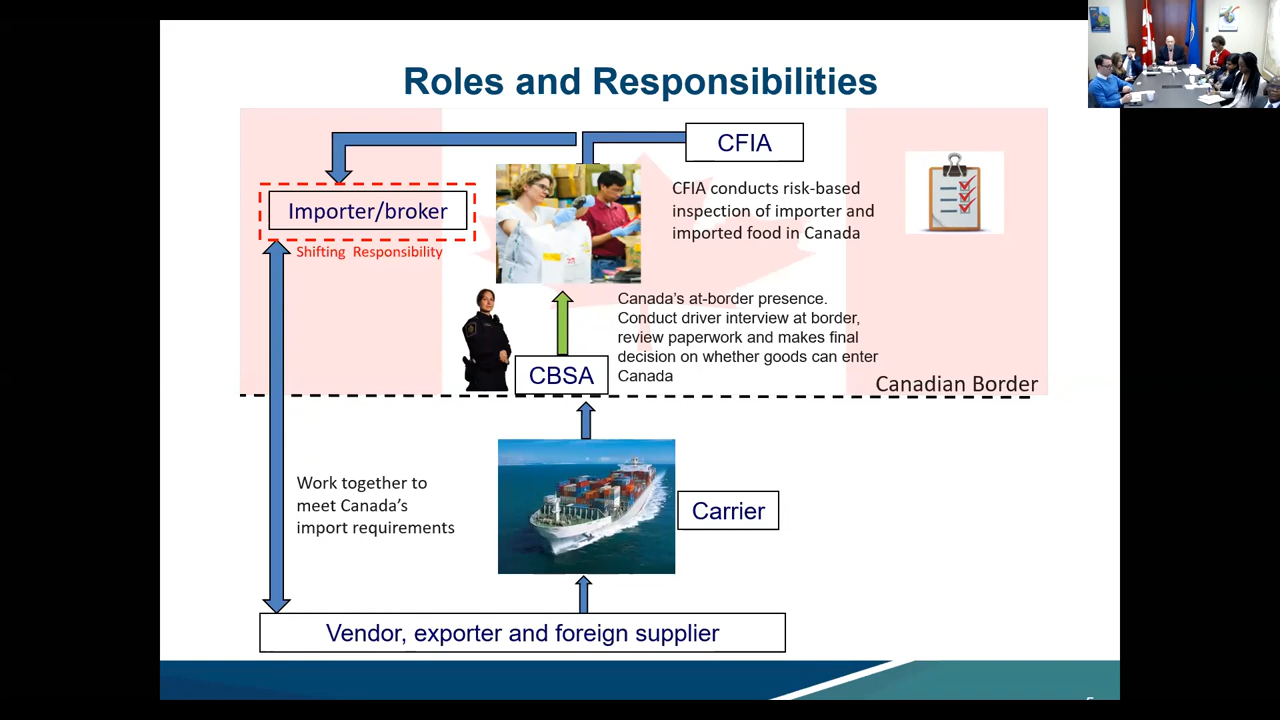 Roles and Responsibilities
CFIA
Importer/broker
Shifting Responsibility
CFIA conducts risk-based
inspection of importer and
imported food in Canada
Canada's at-border presence.
Conduct driver interview at border,
review paperwork and makes final
decision on whether goods can enter
Canada
CBSA
Canadian Border
Work together to
meet Canada's
import requirements
Carrier
Vendor, exporter and foreign supplier